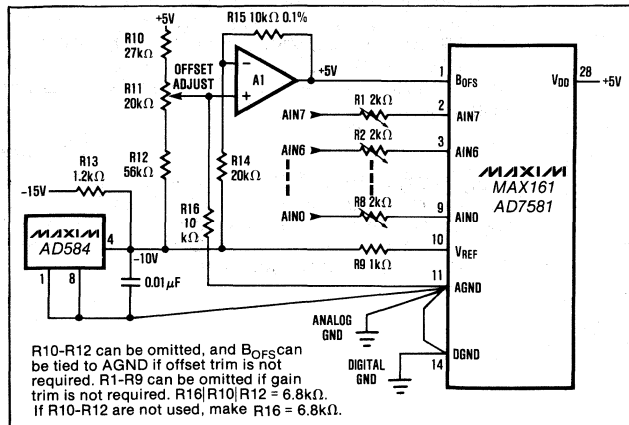 R15 10kΩ 0.1%
+5V
R10
27kΩ
R11
20kΩ
OFFSET
ADJUST
−
+
A1
+5V
1
BOFS
VDD
28
+5V
AIN7
R1 2kΩ
2
AIN7
AIN6
R2 2kΩ
3
AIN6
R12
56kΩ
R14
20kΩ
R13
1.2kΩ
−15V
R16
10
kΩ
AIN0
R8 2kΩ
9
AIN0
MAXIM
MAX161
AD7581
MAXIM
AD584
4
−10V
R9 1kΩ
10
VREF
1
8
0.01μF
11
AGND
ANALOG
GND
DIGITAL
GND
14
DGND
R10-R12 can be omitted, and BOFS can
be tied to AGND if offset trim is not
required. R1-R9 can be omitted if gain
trim is not required. R16|R10|R12 = 6.8kΩ.
If R10-R12 are not used, make R16 = 6.8kΩ.